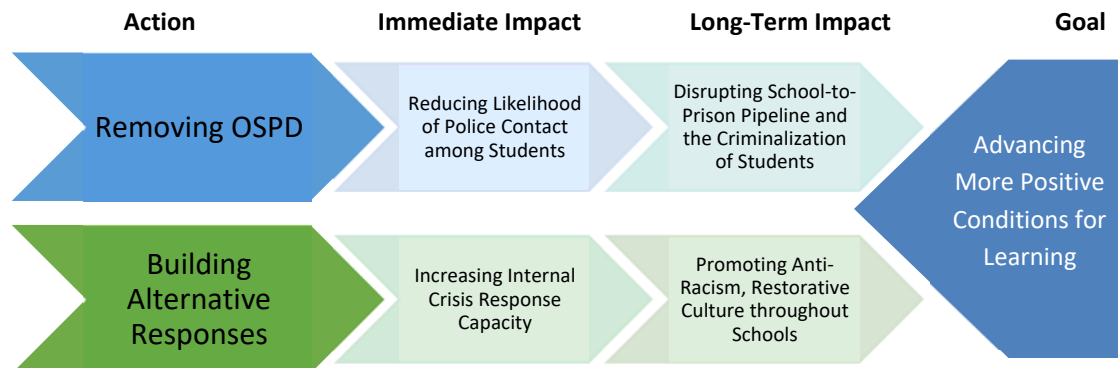 Action
Immediate Impact
Long-Term Impact
Goal
Removing OSPD
Reducing Likelihood
of Police Contact
among Students
Disrupting School-to-
Prison Pipeline and
the Criminalization
of Students
Building
Alternative
Responses
Increasing Internal
Crisis Response
Capacity
Promoting Anti-
Racism, Restorative
Culture throughout
Schools
Advancing
More Positive
Conditions for
Learning